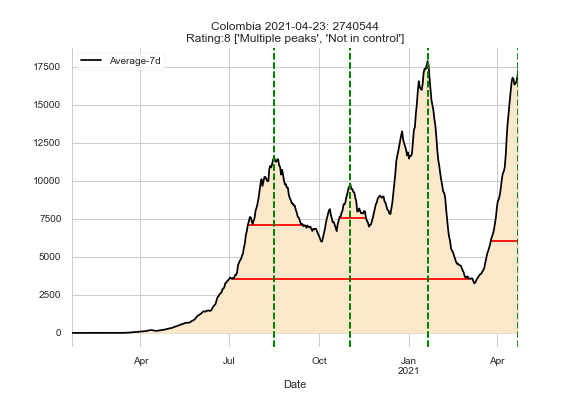 Colombia 2021-04-23: 2740544
Rating:8 ['Multiple peaks', 'Not in control']
Average-7d
17500
15000
12500
10000
7500
5000
2500
0
Apr
Jul
Oct
Jan
2021
Apr
Date